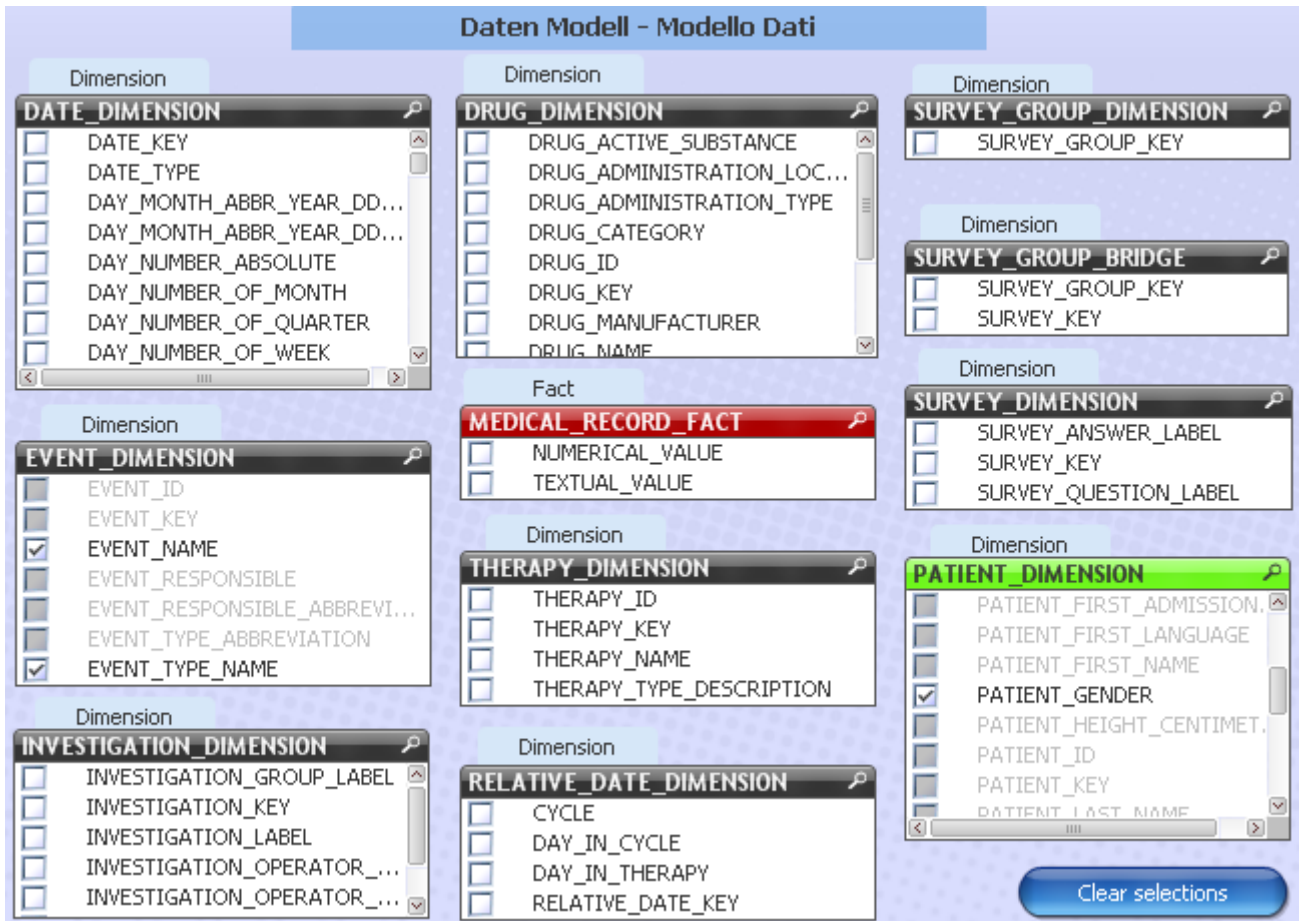 Daten Modell - Modello Dati
Dimension
DATE_DIMENSION
DATE_KEY
DATE_TYPE
DAY_MONTH_ABBR_YEAR_DD...
DAY_MONTH_ABBR_YEAR_DD...
DAY_NUMBER_ABSOLUTE
DAY_NUMBER_OF_MONTH
DAY_NUMBER_OF_QUARTER
DAY_NUMBER_OF_WEEK
Dimension
EVENT_DIMENSION
EVENT_ID
EVENT_KEY
EVENT_NAME
EVENT_RESPONSIBLE
EVENT_RESPONSIBLE_ABBREVI...
EVENT_TYPE_ABBREVIATION
EVENT_TYPE_NAME
Dimension
INVESTIGATION_DIMENSION
INVESTIGATION_GROUP_LABEL
INVESTIGATION_KEY
INVESTIGATION_LABEL
INVESTIGATION_OPERATOR_...
INVESTIGATION_OPERATOR_...
Dimension
DRUG_DIMENSION
DRUG_ACTIVE_SUBSTANCE
DRUG_ADMINISTRATION_LOC...
DRUG_ADMINISTRATION_TYPE
DRUG_CATEGORY
DRUG_ID
DRUG_KEY
DRUG_MANUFACTURER
DRUG_NAME
Fact
MEDICAL_RECORD_FACT
NUMERICAL_VALUE
TEXTUAL_VALUE
Dimension
THERAPY_DIMENSION
THERAPY_ID
THERAPY_KEY
THERAPY_NAME
THERAPY_TYPE_DESCRIPTION
Dimension
RELATIVE_DATE_DIMENSION
CYCLE
DAY_IN_CYCLE
DAY_IN_THERAPY
RELATIVE_DATE_KEY
Dimension
SURVEY_GROUP_DIMENSION
SURVEY_GROUP_KEY
Dimension
SURVEY_GROUP_BRIDGE
SURVEY_GROUP_KEY
SURVEY_KEY
Dimension
SURVEY_DIMENSION
SURVEY_ANSWER_LABEL
SURVEY_KEY
SURVEY_QUESTION_LABEL
Dimension
PATIENT_DIMENSION
PATIENT_FIRST_ADMISSION.
PATIENT_FIRST_LANGUAGE
PATIENT_FIRST_NAME
PATIENT_GENDER
PATIENT_HEIGHT_CENTIMET.
PATIENT_ID
PATIENT_KEY
PATIENT_LAST_NAME
Clear selections